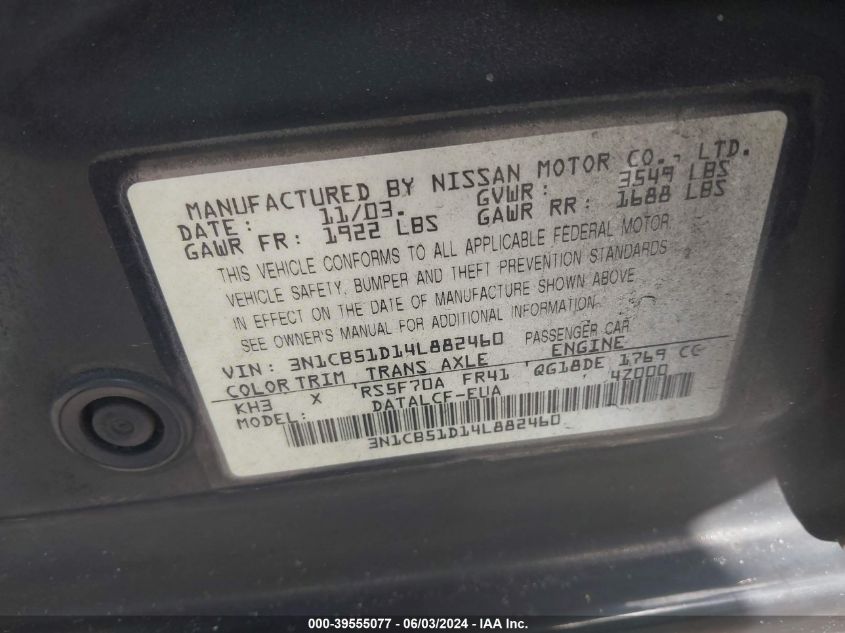 MANUFACTURED BY NISSAN MOTOR CO., LTD.
DATE: 11/03. GVWR: 3549 LBS
GAWR FR: 1922 LBS GAWR RR: 1688 LBS
THIS VEHICLE CONFORMS TO ALL APPLICABLE FEDERAL MOTOR
VEHICLE SAFETY, BUMPER AND THEFT PREVENTION STANDARDS
IN EFFECT ON THE DATE OF MANUFACTURE SHOWN ABOVE
SEE OWNER'S MANUAL FOR ADDITIONAL INFORMATION.
VIN: 3N1CB51D14L882460 PASSENGER CAR
COLOR TRIM TRANS AXLE ENGINE
KH3 X RS5F70A FR41 QG18DE 1769 CC
MODEL: DATALCF-EUA 4Z000
3N1CB51D14L882460
000-39555077 - 06/03/2024 - IAA Inc.